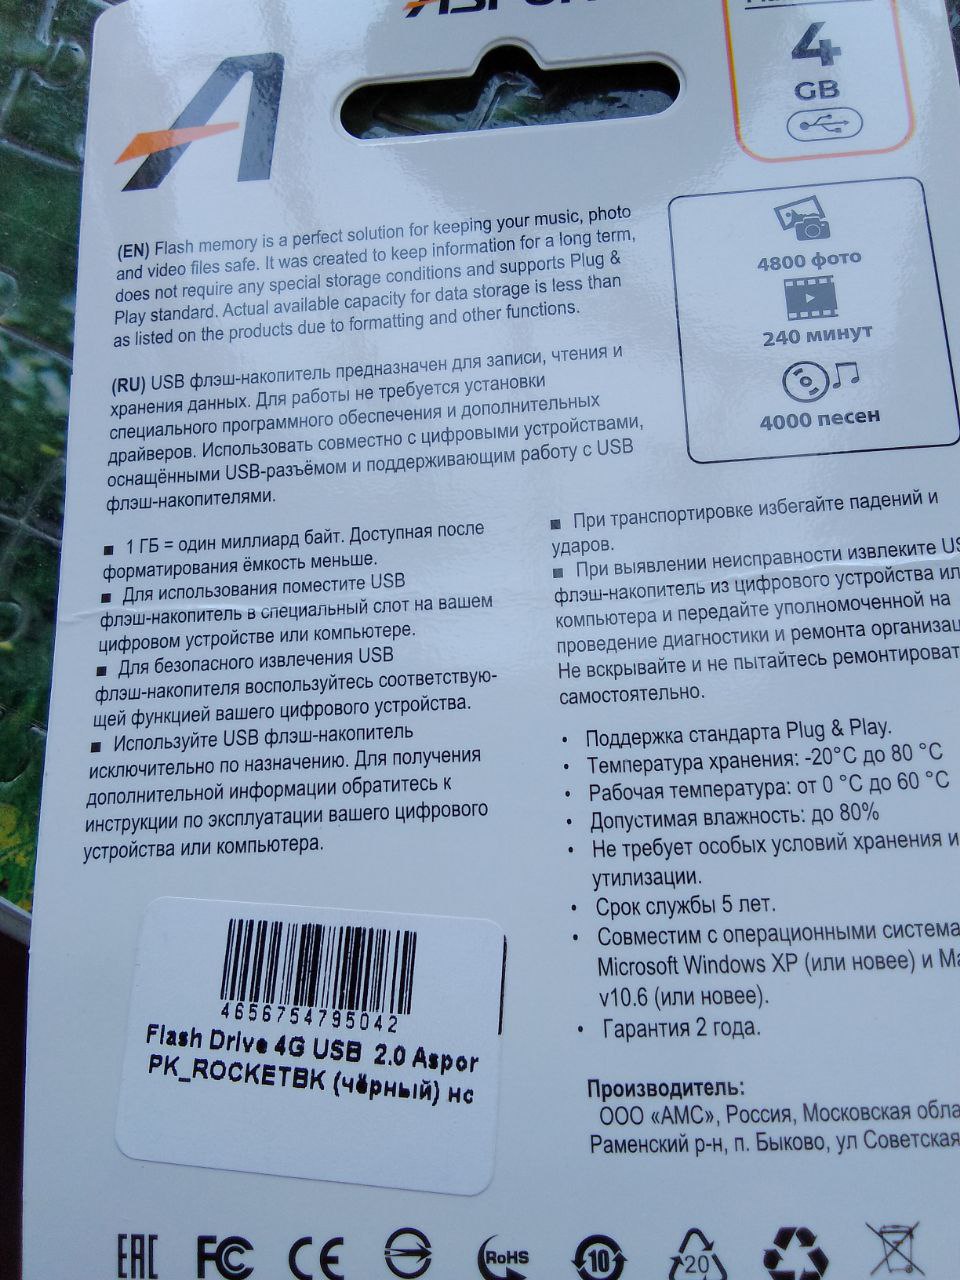 ASPOR
4
GB
(EN) Flash memory is a perfect solution for keeping your music, photo
and video files safe. It was created to keep information for a long term,
does not require any special storage conditions and supports Plug &
Play standard. Actual available capacity for data storage is less than
as listed on the products due to formatting and other functions.
4800 фото
240 минут
4000 песен
(RU) USB флэш-накопитель предназначен для записи, чтения и
хранения данных. Для работы не требуется установки
специального программного обеспечения и дополнительных
драйверов. Использовать совместно с цифровыми устройствами,
оснащёнными USB-разъёмом и поддерживающим работу с USB
флэш-накопителями.
▪ 1 ГБ = один миллиард байт. Доступная после
форматирования ёмкость меньше.
▪ Для использования поместите USB
флэш-накопитель в специальный слот на вашем
цифровом устройстве или компьютере.
▪ Для безопасного извлечения USB
флэш-накопителя воспользуйтесь соответствую-
щей функцией вашего цифрового устройства.
▪ Используйте USB флэш-накопитель
исключительно по назначению. Для получения
дополнительной информации обратитесь к
инструкции по эксплуатации вашего цифрового
устройства или компьютера.
▪ При транспортировке избегайте падений и
ударов.
▪ При выявлении неисправности извлеките US
флэш-накопитель из цифрового устройства ил
компьютера и передайте уполномоченной на
проведение диагностики и ремонта организац
Не вскрывайте и не пытайтесь ремонтироват
самостоятельно.
• Поддержка стандарта Plug & Play.
• Температура хранения: -20°C до 80 °C
• Рабочая температура: от 0 °C до 60 °C
• Допустимая влажность: до 80%
• Не требует особых условий хранения и
утилизации.
• Срок службы 5 лет.
• Совместим с операционными система
Microsoft Windows XP (или новее) и Ma
v10.6 (или новее).
• Гарантия 2 года.
Производитель:
ООО «АМС», Россия, Московская обла
Раменский р-н, п. Быково, ул Советская
4656754795042
Flash Drive 4G USB 2.0 Aspor
PK_ROCKETBK (чёрный) нс
EAC FC CE RoHS 10 20